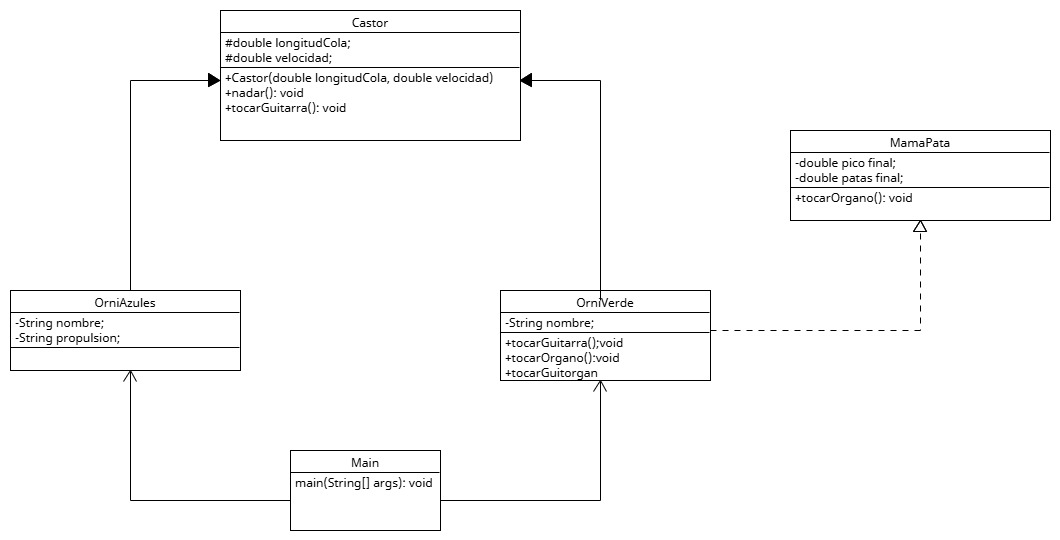 Castor
#double longitudCola;
#double velocidad;
+Castor(double longitudCola, double velocidad)
+nadar(): void
+tocarGuitarra(): void
MamaPata
-double pico final;
-double patas final;
+tocarOrgano(): void
OrniAzules
-String nombre;
-String propulsion;
OrniVerde
-String nombre;
+tocarGuitarra();void
+tocarOrgano():void
+tocarGuitorgan
Main
main(String[] args): void